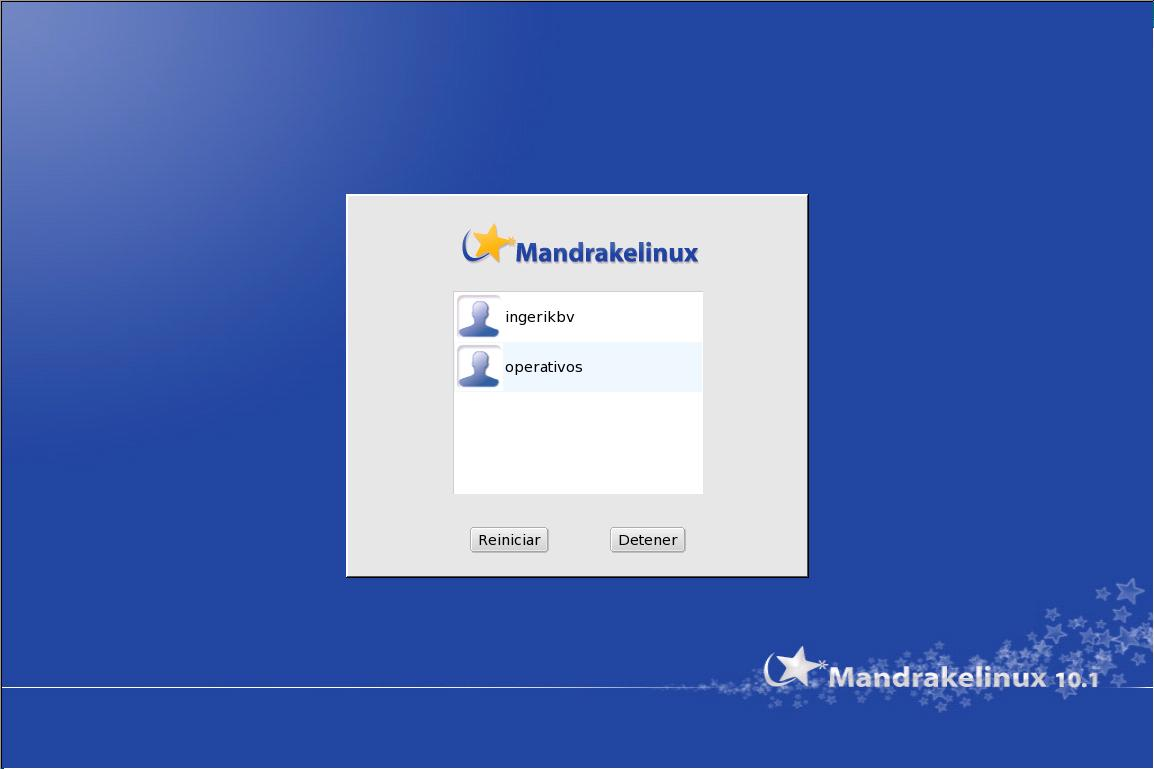 Mandrakelinux
ingerikbv
operativos
Reiniciar
Detener
Mandrakelinux 10.1